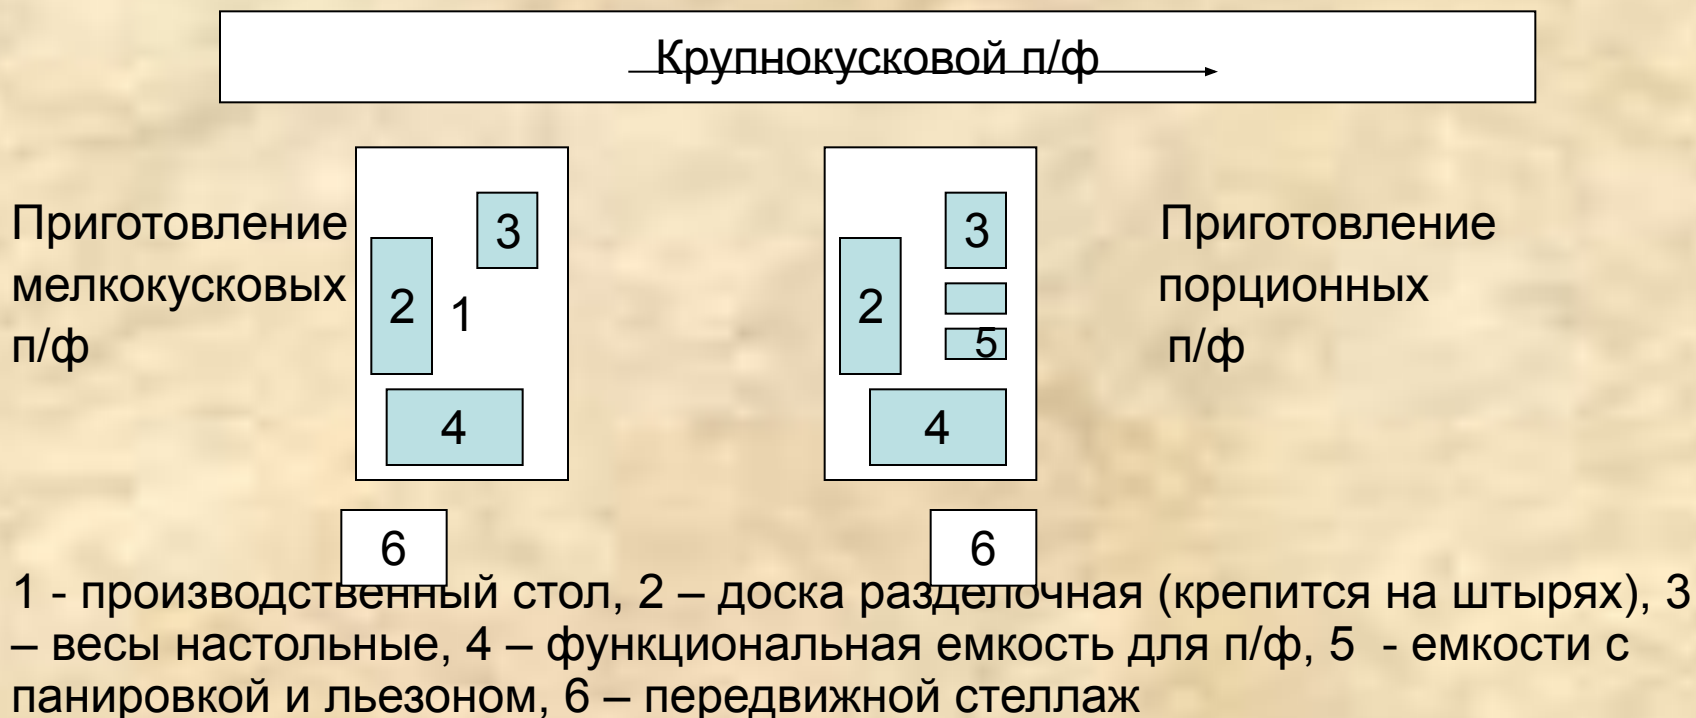 Крупнокусковой п/ф
Приготовление
мелкокусковых
п/ф
3
2
1
4
6
3
2
5
4
6
Приготовление
порционных
п/ф
1 - производственный стол, 2 – доска разделочная (крепится на штырях), 3
– весы настольные, 4 – функциональная емкость для п/ф, 5 - емкости с
панировкой и льезоном, 6 – передвижной стеллаж